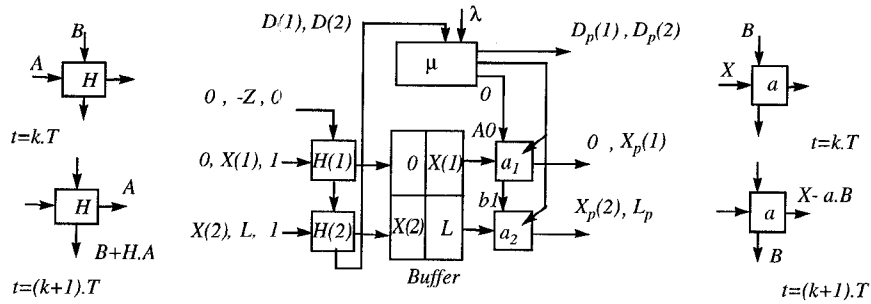 B
A
H
t=k.T
A
H
B+H.A
t=(k+1).T
D(1), D(2)
λ
μ
D_p(1) , D_p(2)
0
0 , -Z , 0
A0
0 , X_p(1)
0, X(1), 1
H(1)
0
X(1)
a_1
b1
X(2), L, 1
H(2)
X(2)
L
a_2
X_p(2), L_p
Buffer
B
X
a
t=k.T
X- a.B
a
B
t=(k+1).T